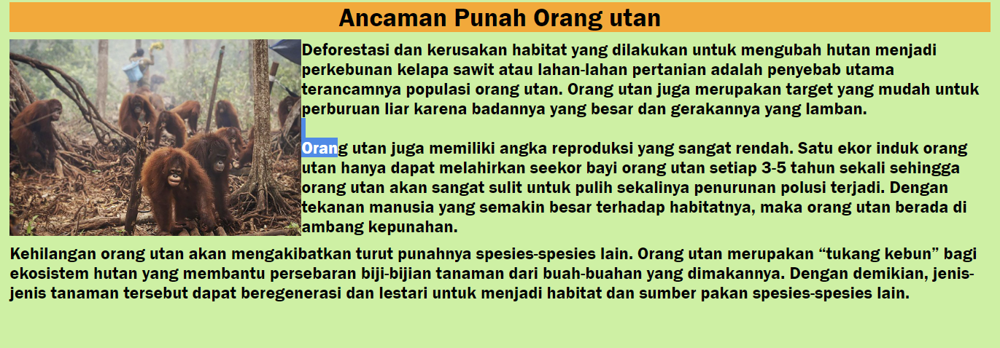 Ancaman Punah Orang utan
Deforestasi dan kerusakan habitat yang dilakukan untuk mengubah hutan menjadi
perkebunan kelapa sawit atau lahan-lahan pertanian adalah penyebab utama
terancamnya populasi orang utan. Orang utan juga merupakan target yang mudah untuk
perburuan liar karena badannya yang besar dan gerakannya yang lamban.
Orang utan juga memiliki angka reproduksi yang sangat rendah. Satu ekor induk orang
utan hanya dapat melahirkan seekor bayi orang utan setiap 3-5 tahun sekali sehingga
orang utan akan sangat sulit untuk pulih sekalinya penurunan polusi terjadi. Dengan
tekanan manusia yang semakin besar terhadap habitatnya, maka orang utan berada di
ambang kepunahan.
Kehilangan orang utan akan mengakibatkan turut punahnya spesies-spesies lain. Orang utan merupakan “tukang kebun” bagi
ekosistem hutan yang membantu persebaran biji-bijian tanaman dari buah-buahan yang dimakannya. Dengan demikian, jenis-
jenis tanaman tersebut dapat beregenerasi dan lestari untuk menjadi habitat dan sumber pakan spesies-spesies lain.